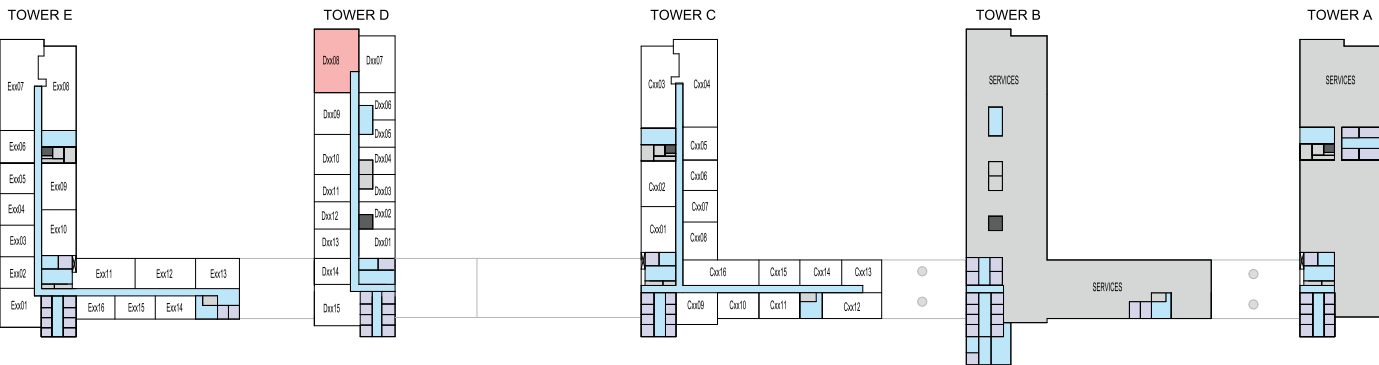 TOWER E
TOWER D
TOWER C
TOWER B
TOWER A
Exx07
Exx08
Exx06
Exx05
Exx09
Exx04
Exx10
Exx03
Exx02
Exx11
Exx12
Exx13
Exx01
Exx16
Exx15
Exx14
Dxx08
Dxx07
Dxx09
Dxx06
Dxx05
Dxx10
Dxx04
Dxx11
Dxx03
Dxx12
Dxx02
Dxx13
Dxx01
Dxx14
Dxx15
Cxx03
Cxx04
Cxx05
Cxx02
Cxx06
Cxx07
Cxx01
Cxx08
Cxx16
Cxx15
Cxx14
Cxx13
Cxx09
Cxx10
Cxx11
Cxx12
SERVICES
SERVICES
SERVICES